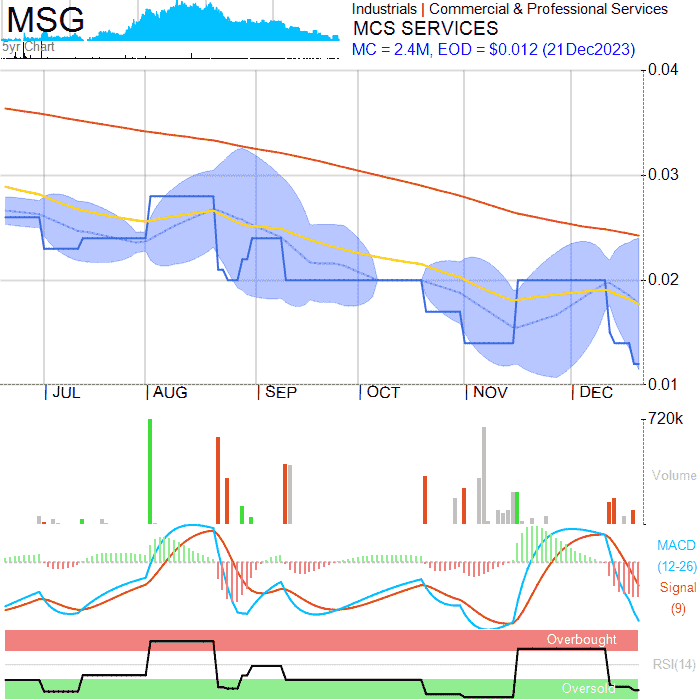 MSG
5yr Chart
Industrials | Commercial & Professional Services
MCS SERVICES
MC = 2.4M, EOD = $0.012 (21Dec2023)
0.04
0.03
0.02
0.01
JUL AUG SEP OCT NOV DEC
720k
Volume
MACD
(12-26)
Signal
(9)
Overbought
RSI(14)
Oversold